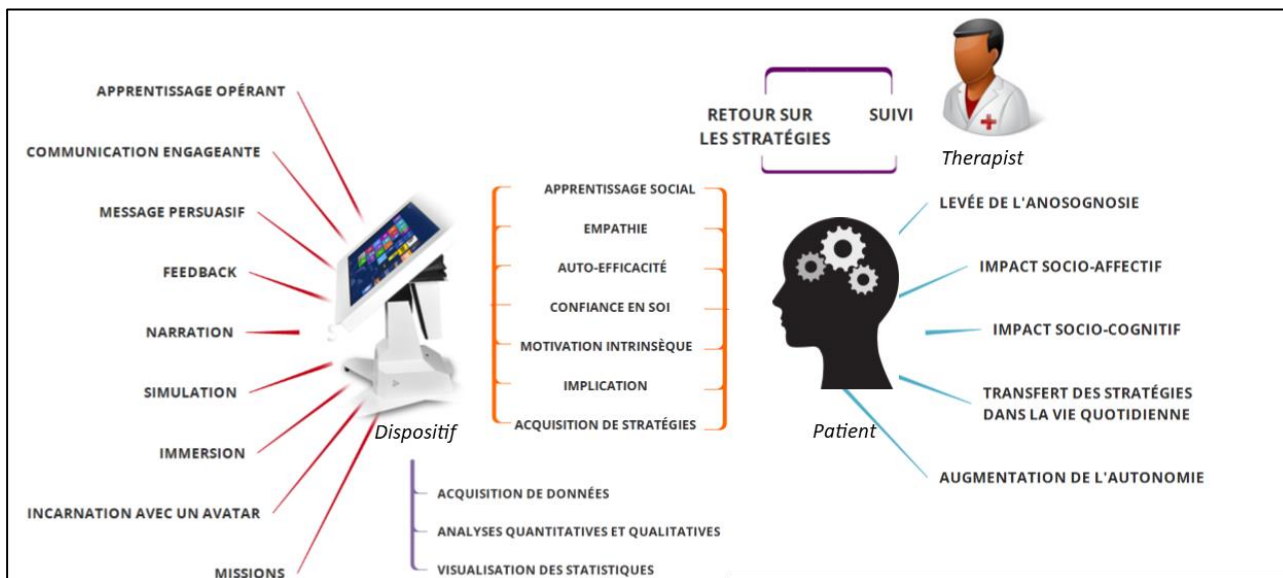 APPRENTISSAGE OPÉRANT
COMMUNICATION ENGAGEANTE
MESSAGE PERSUASIF
FEEDBACK
NARRATION
SIMULATION
IMMERSION
INCARNATION AVEC UN AVATAR
MISSIONS
Dispositif
APPRENTISSAGE SOCIAL
EMPATHIE
AUTO-EFFICACITÉ
CONFIANCE EN SOI
MOTIVATION INTRINSÈQUE
IMPLICATION
ACQUISITION DE STRATÉGIES
ACQUISITION DE DONNÉES
ANALYSES QUANTITATIVES ET QUALITATIVES
VISUALISATION DES STATISTIQUES
RETOUR SUR
LES STRATÉGIES
SUIVI
Therapist
Patient
LEVÉE DE L'ANOSOGNOSIE
IMPACT SOCIO-AFFECTIF
IMPACT SOCIO-COGNITIF
TRANSFERT DES STRATÉGIES
DANS LA VIE QUOTIDIENNE
AUGMENTATION DE L'AUTONOMIE